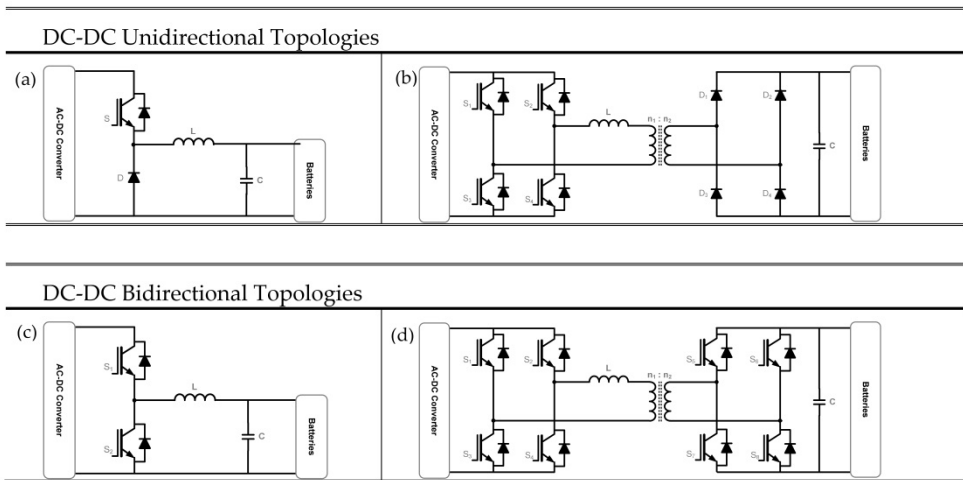 DC-DC Unidirectional Topologies
(a)
AC-DC Converter
S
D
L
C
Batteries
(b)
AC-DC Converter
S₁
S₂
S₃
S₄
L
n₁ : n₂
D₁
D₂
D₃
D₄
C
Batteries
DC-DC Bidirectional Topologies
(c)
AC-DC Converter
S₁
S₂
L
C
Batteries
(d)
AC-DC Converter
S₁
S₂
S₃
S₄
L
n₁ : n₂
S₅
S₆
S₇
S₈
C
Batteries